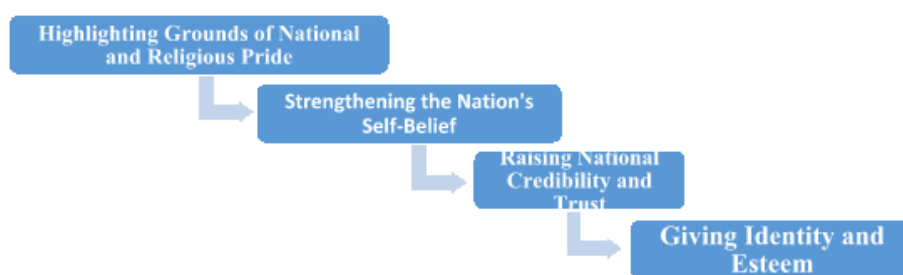 Highlighting Grounds of National
and Religious Pride
Strengthening the Nation's
Self-Belief
Raising National
Credibility and
Trust
Giving Identity and
Esteem